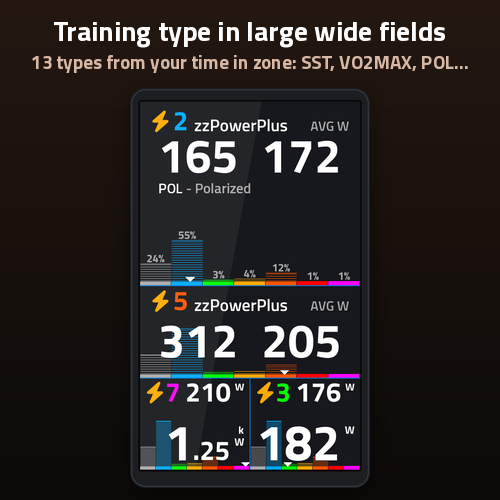 Training type in large wide fields
13 types from your time in zone: SST, VO2MAX, POL...
2 zzPowerPlus AVG W
165 172
POL - Polarized
55%
24% 3% 4% 12% 1% 1%
5 zzPowerPlus AVG W
312 205
7 210 W 3 176 W
1.25 k W 182 W